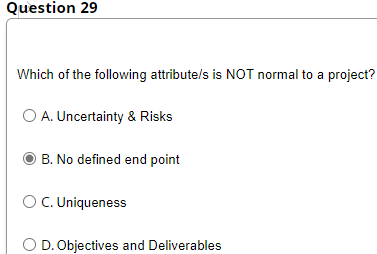 Question 29
Which of the following attribute/s is NOT normal to a project?
A. Uncertainty & Risks
B. No defined end point
C. Uniqueness
D. Objectives and Deliverables